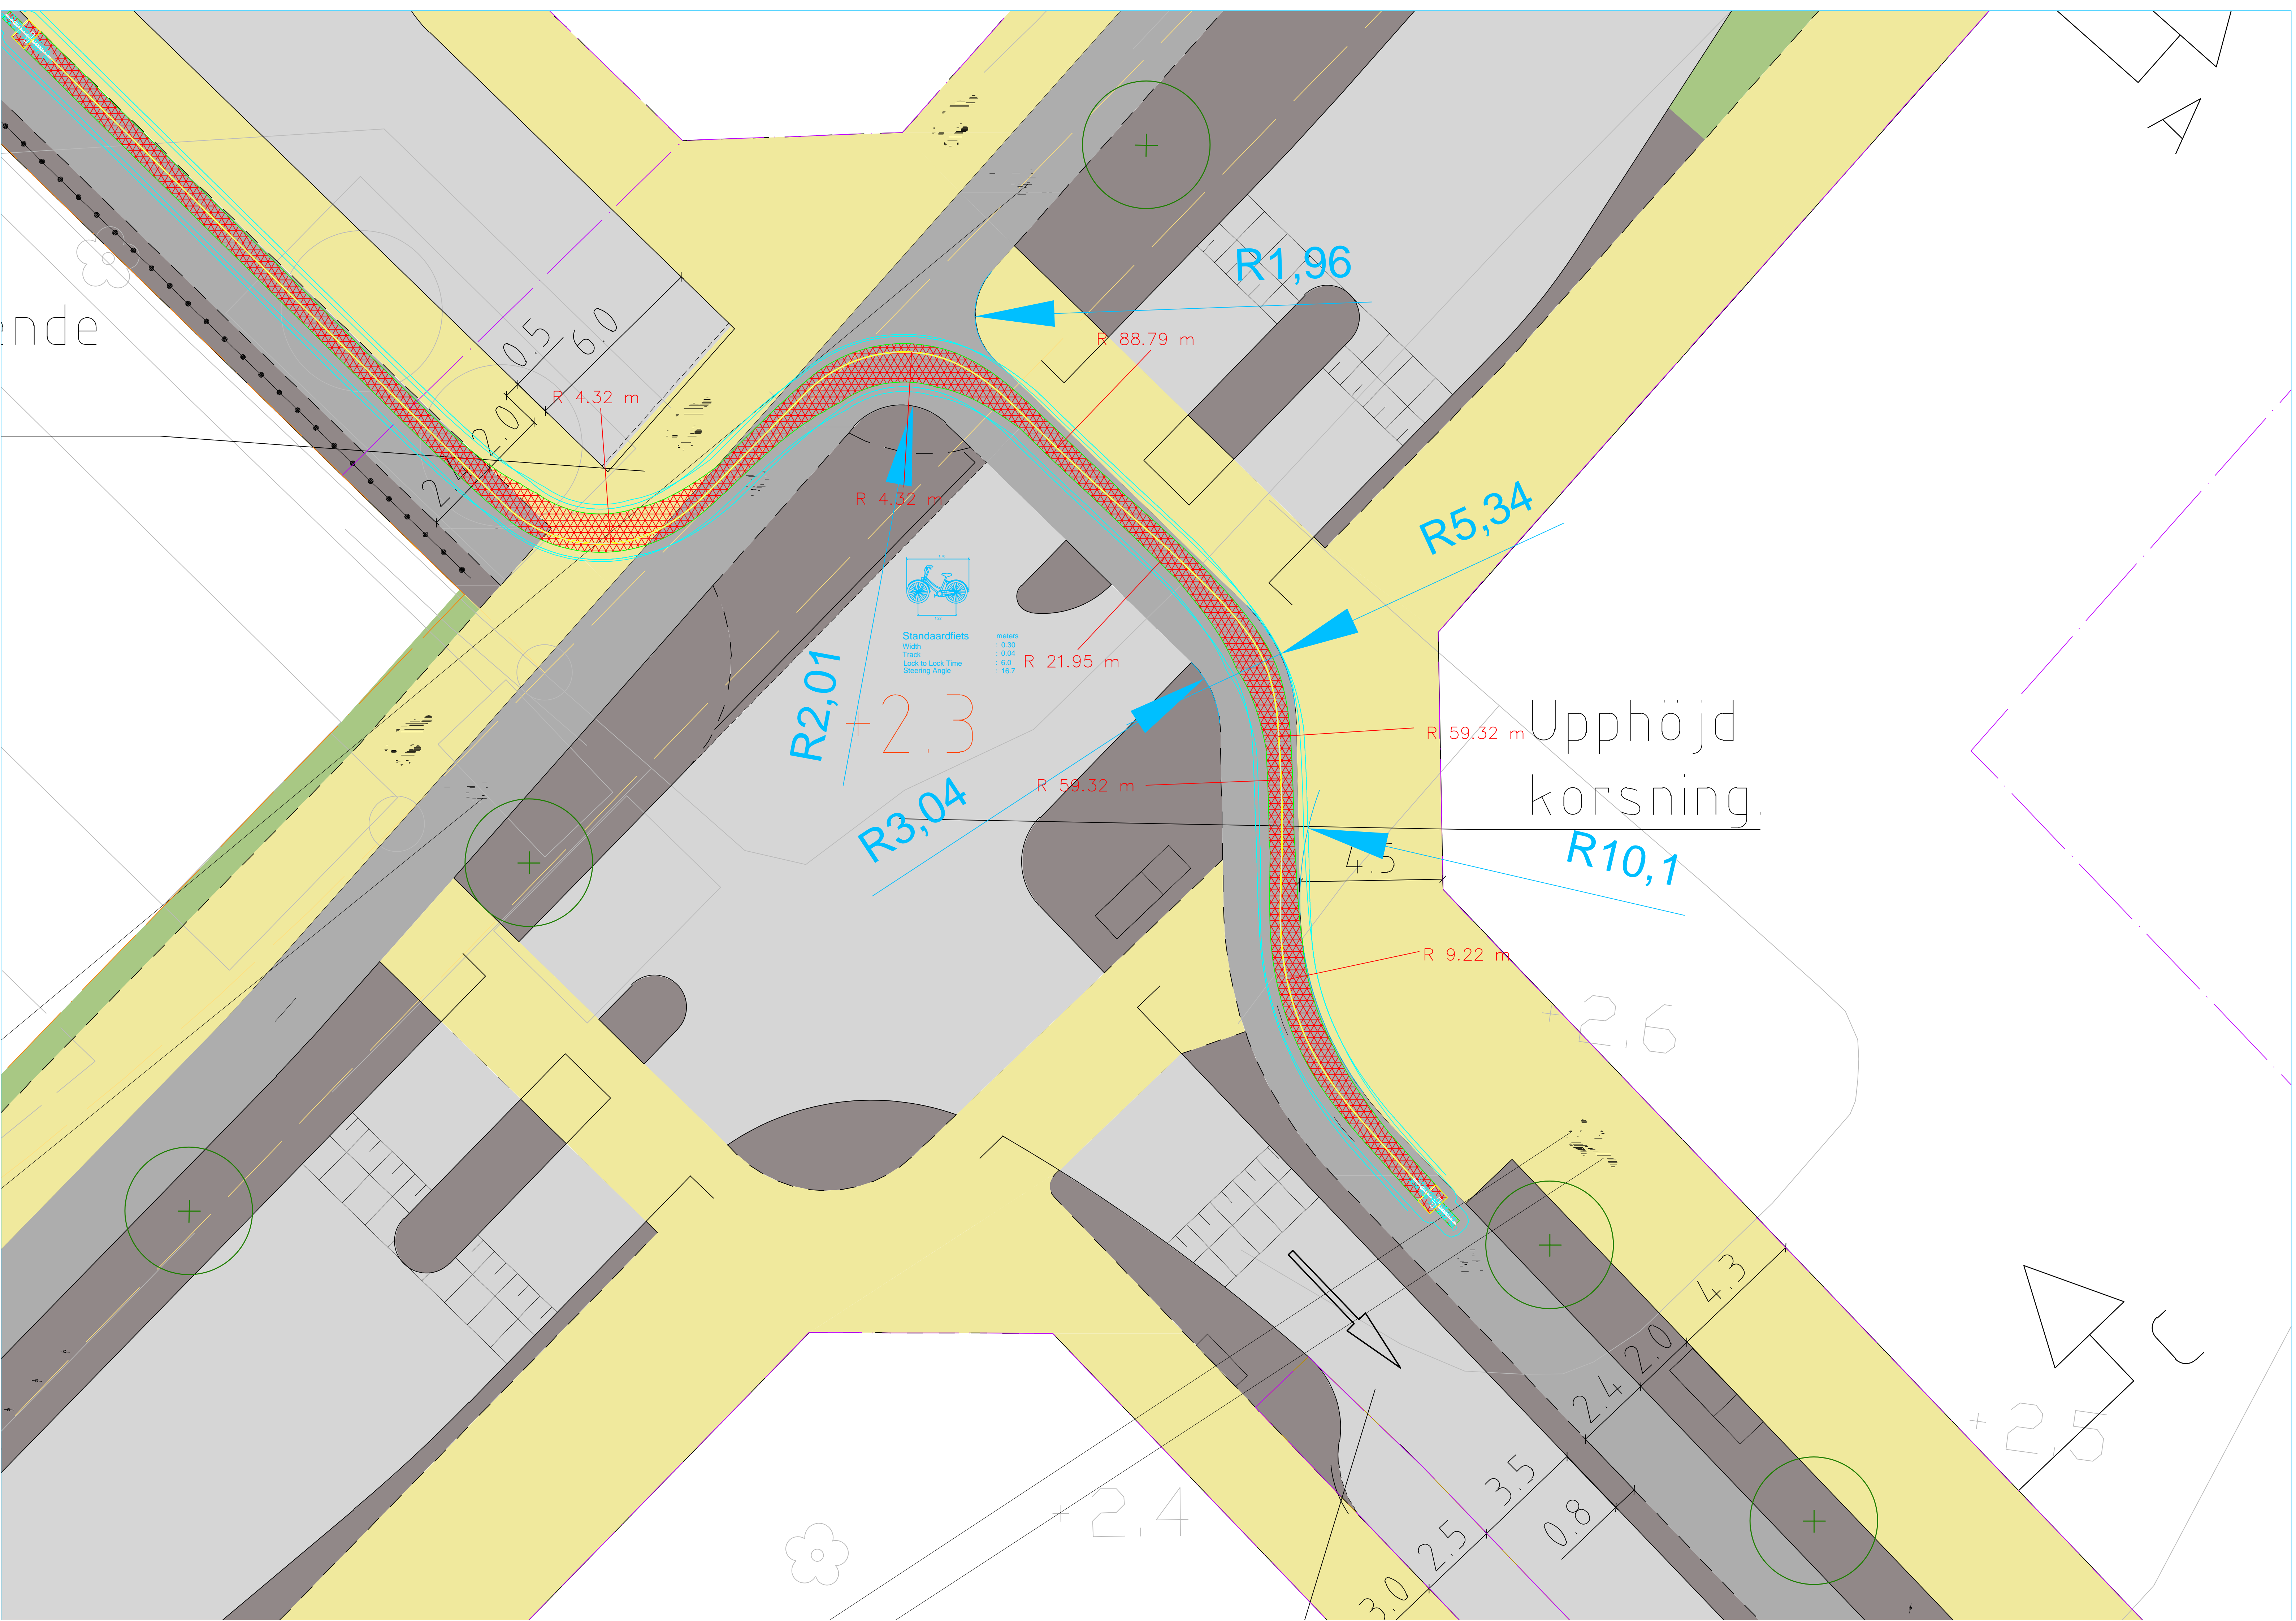 A
R1,96
ende
R 88.79 m
0.5
6.0
R 4.32 m
2.0
2.
R 4.32 m
R5,34
Standaardfiets meters
Width : 0.30
Track : 0.04
Lock to Lock Time : 6.0
Steering Angle : 16.7
R 21.95 m
R2,01
+2.3
R 59.32 m
Upphöjd
korsning.
R 59.32 m
R3,04
R10,1
4.5
R 9.22 m
+2,6
4.3
2.0
2.4
C
+2,5
3.5
0.8
2.5
3.0
+2,4